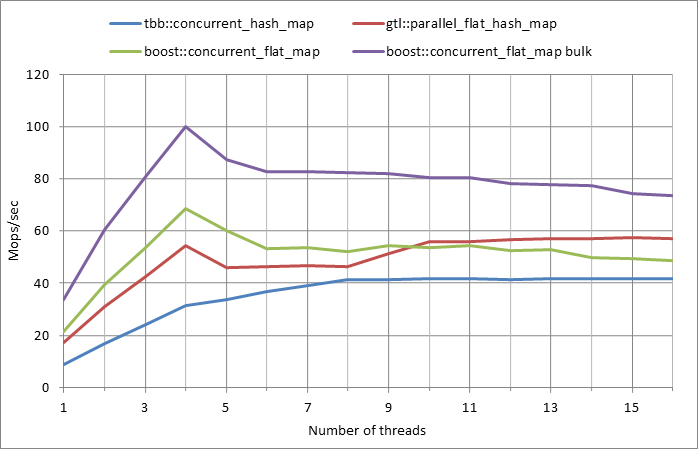 tbb::concurrent_hash_map gtl::parallel_flat_hash_map
boost::concurrent_flat_map boost::concurrent_flat_map bulk
120
100
80
60
40
20
0
Mops/sec
1 3 5 7 9 11 13 15
Number of threads